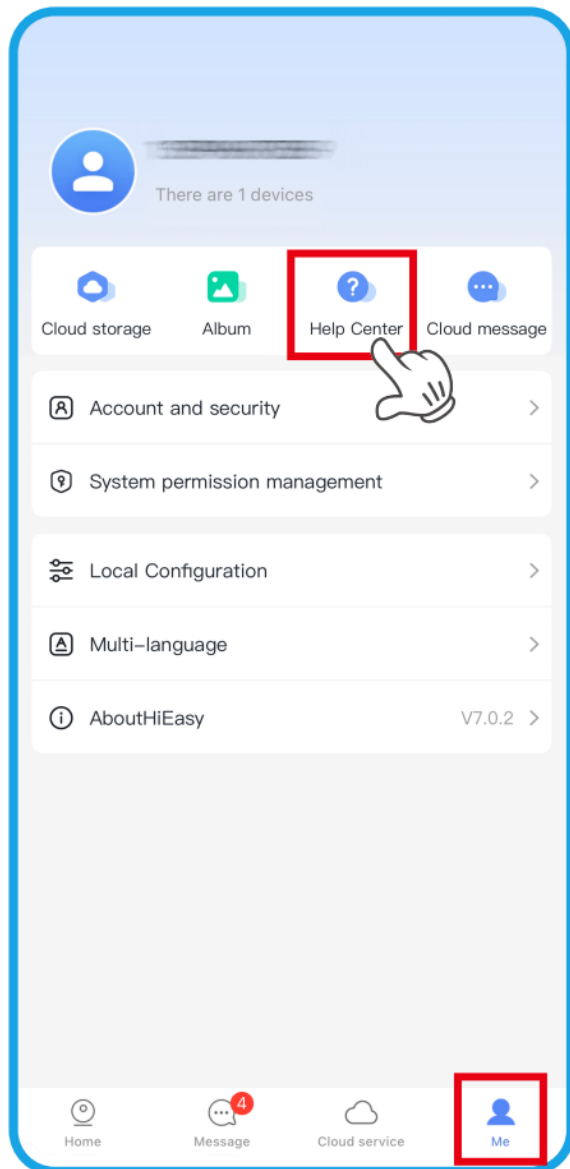 There are 1 devices
Cloud storage
Album
Help Center
Cloud message
Account and security
System permission management
Local Configuration
Multi-language
AboutHiEasy
V7.0.2
4
Home
Message
Cloud service
Me